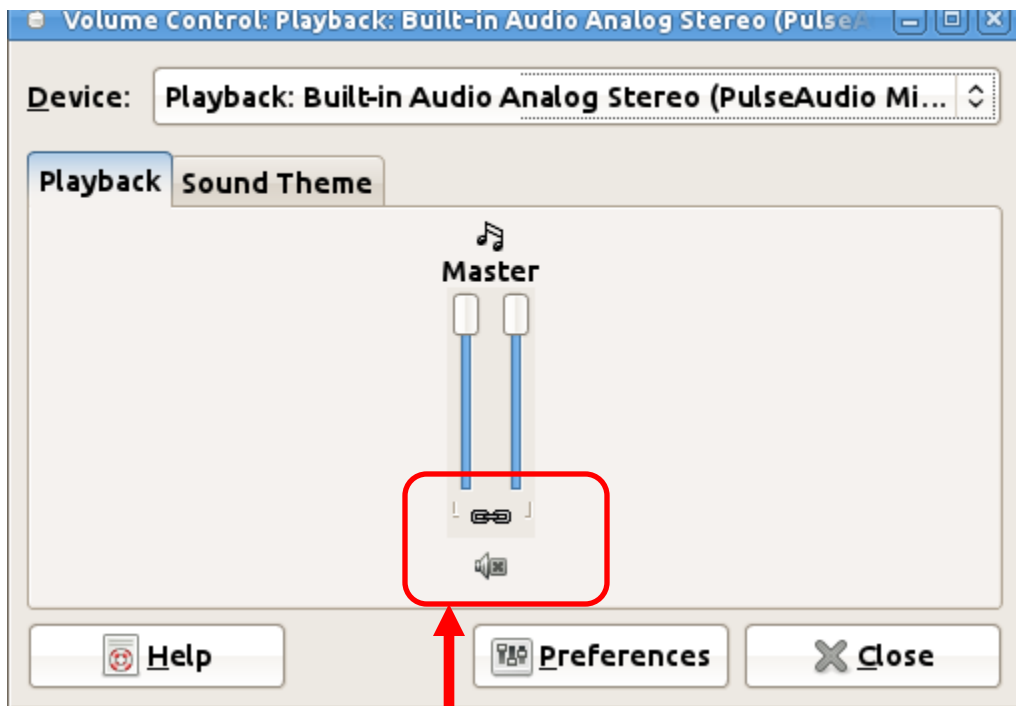 Volume Control: Playback: Built-in Audio Analog Stereo (PulseA
Device: Playback: Built-in Audio Analog Stereo (PulseAudio Mi...
Playback Sound Theme
Master
Help Preferences Close